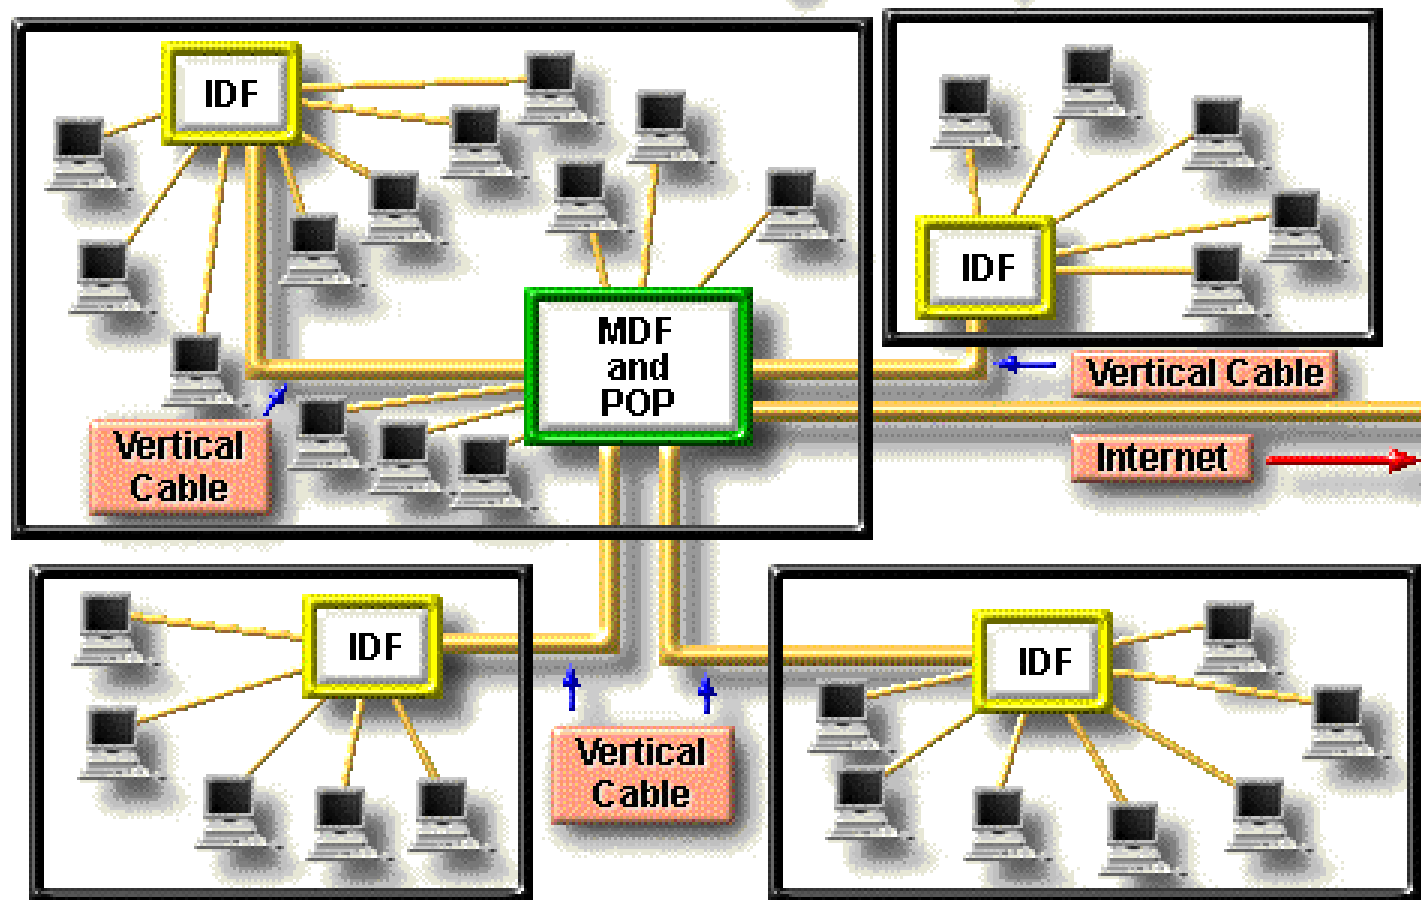 IDF
IDF
MDF
and
POP
Vertical Cable
Vertical
Cable
Internet
IDF
IDF
Vertical
Cable